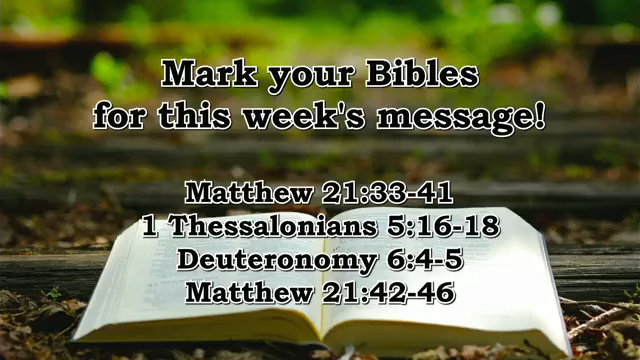 Mark your Bibles
for this week's message!
Matthew 21:33-41
1 Thessalonians 5:16-18
Deuteronomy 6:4-5
Matthew 21:42-46